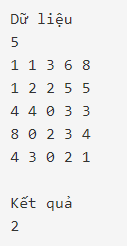 Dữ liệu
5
1 1 3 6 8
1 2 2 5 5
4 4 0 3 3
8 0 2 3 4
4 3 0 2 1

Kết quả
2